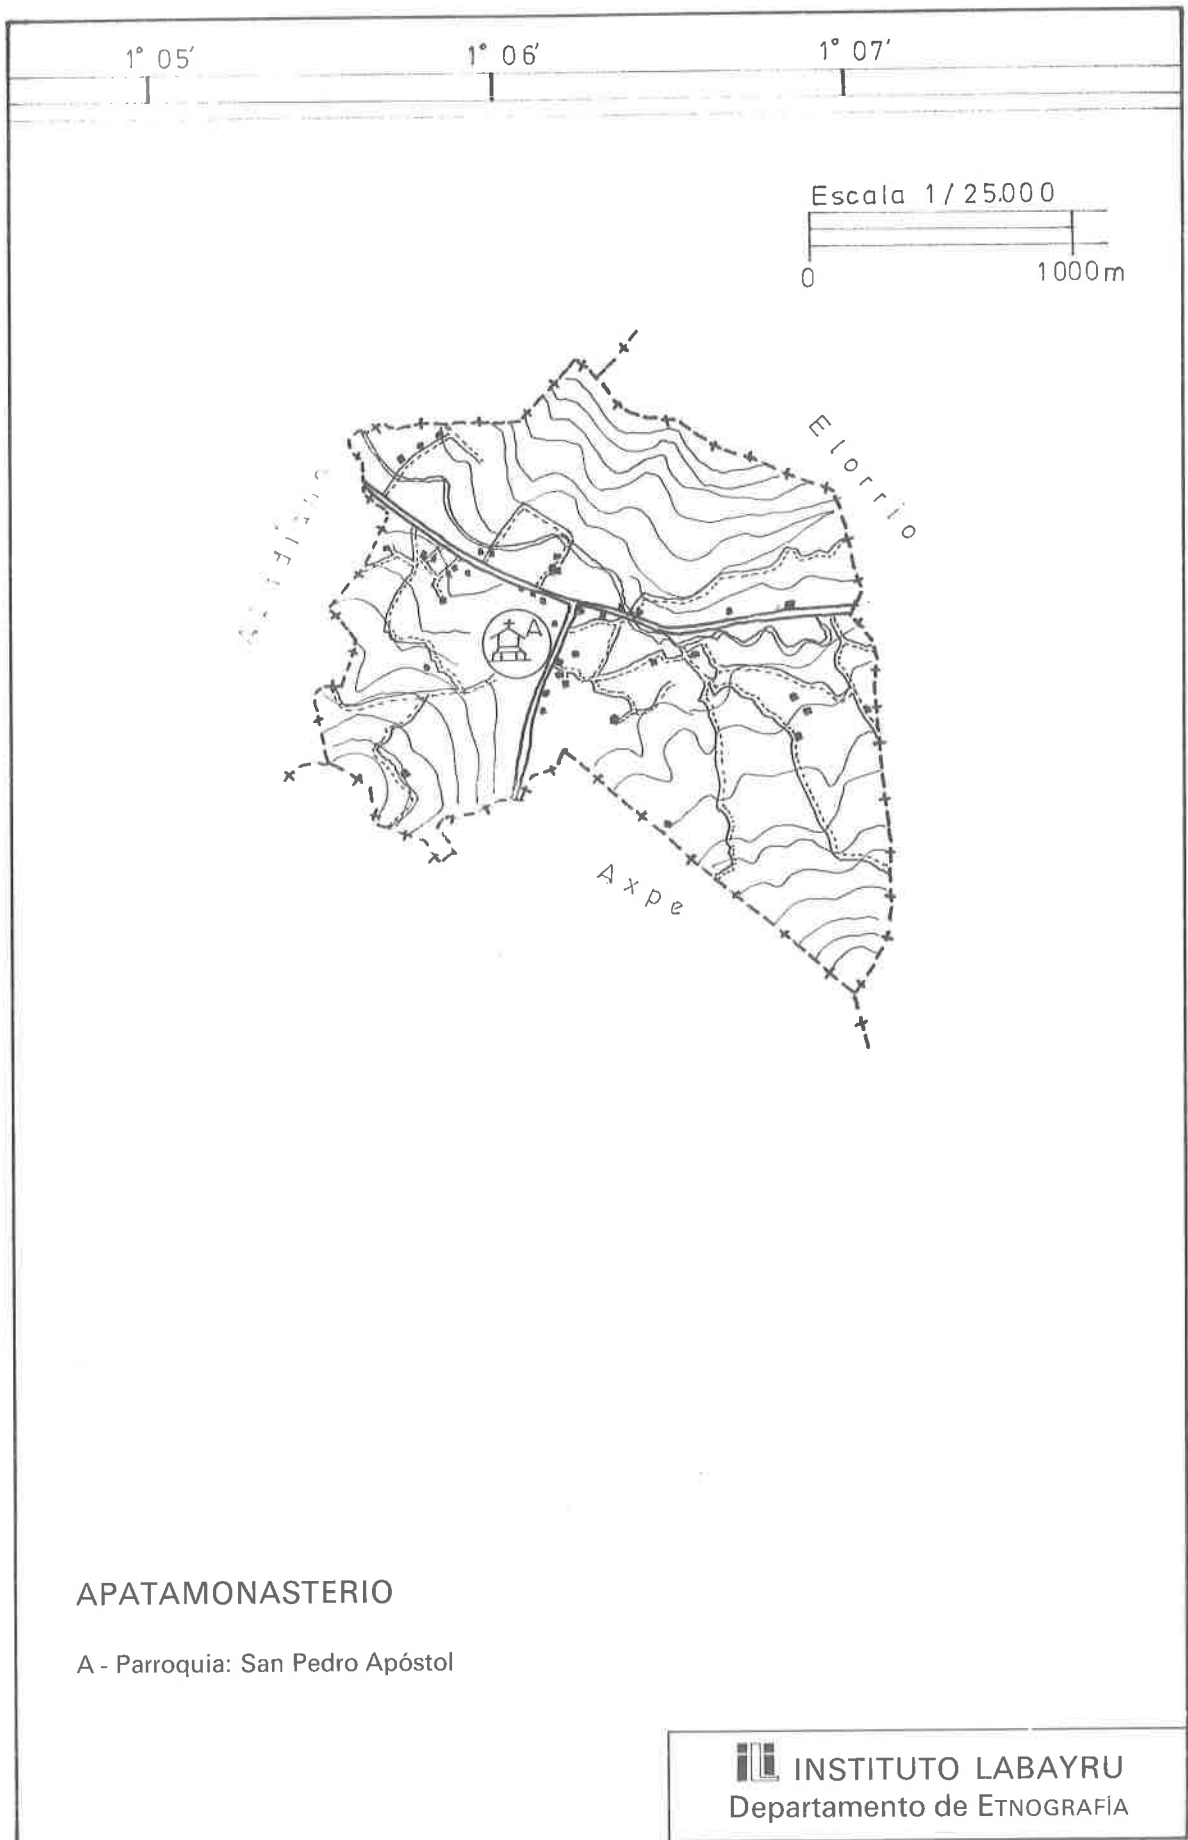 1° 05′
1° 06′
1° 07′
Escala 1/25.000
0
1000m
Elorrio
A
Axpe
APATAMONASTERIO
A - Parroquia: San Pedro Apóstol
INSTITUTO LABAYRU
Departamento de ETNOGRAFÍA